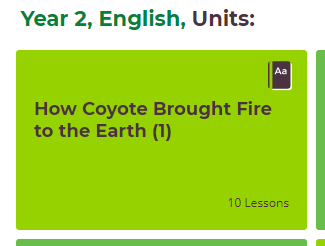 Year 2, English, Units:
Aa
How Coyote Brought Fire
to the Earth (1)
10 Lessons